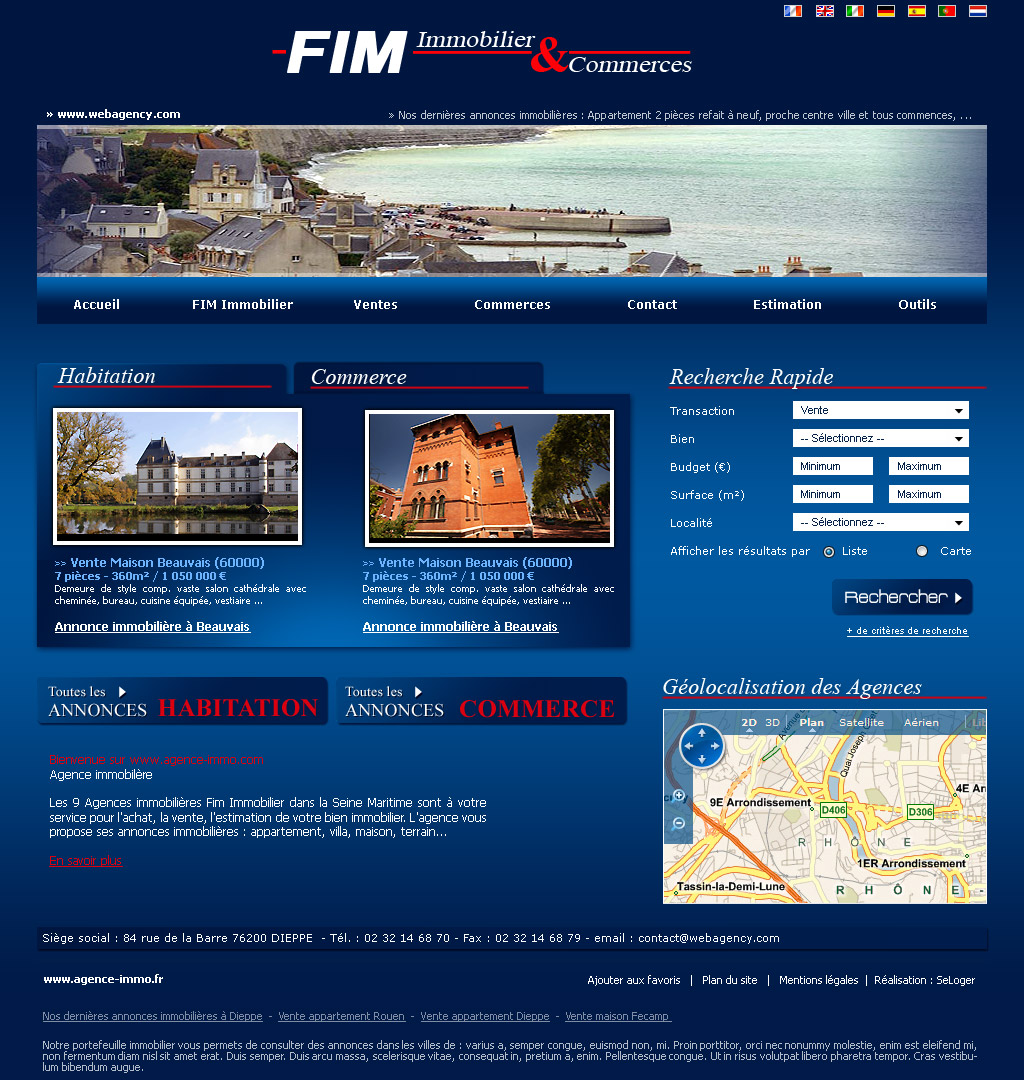 -FIM Immobilier & Commerces
» www.webagency.com
» Nos dernières annonces immobilières : Appartement 2 pièces refait à neuf, proche centre ville et tous commences, ...
Accueil FIM Immobilier Ventes Commerces Contact Estimation Outils
Habitation
Commerce
>> Vente Maison Beauvais (60000)
7 pièces - 360m² / 1 050 000 €
Demeure de style comp. vaste salon cathédrale avec
cheminée, bureau, cuisine équipée, vestiaire ...
Annonce immobilière à Beauvais
>> Vente Maison Beauvais (60000)
7 pièces - 360m² / 1 050 000 €
Demeure de style comp. vaste salon cathédrale avec
cheminée, bureau, cuisine équipée, vestiaire ...
Annonce immobilière à Beauvais
Recherche Rapide
Transaction Vente
Bien -- Sélectionnez --
Budget (€) Minimum Maximum
Surface (m²) Minimum Maximum
Localité -- Sélectionnez --
Afficher les résultats par Liste Carte
Rechercher
+ de critères de recherche
Toutes les
ANNONCES HABITATION
Toutes les
ANNONCES COMMERCE
Bienvenue sur www.agence-immo.com
Agence immobilère
Les 9 Agences immobilières Fim Immobilier dans la Seine Maritime sont à votre
service pour l'achat, la vente, l'estimation de votre bien immobilier. L'agence vous
propose ses annonces immobilières : appartement, villa, maison, terrain...
En savoir plus
Géolocalisation des Agences
2D 3D Plan Satellite Aérien Lib
Quai Joseph
9E Arrondissement
D406
D306
4E An
RHÔNE
1ER Arrondissement
Tassin-la-Demi-Lune
RHÔNE -
Siège social : 84 rue de la Barre 76200 DIEPPE - Tél. : 02 32 14 68 70 - Fax : 02 32 14 68 79 - email : contact@webagency.com
www.agence-immo.fr
Ajouter aux favoris | Plan du site | Mentions légales | Réalisation : SeLoger
Nos dernières annonces immobilières à Dieppe - Vente appartement Rouen - Vente appartement Dieppe - Vente maison Fecamp
Notre portefeuille immobilier vous permets de consulter des annonces dans les villes de : varius a, semper congue, euismod non, mi. Proin porttitor, orci nec nonummy molestie, enim est eleifend mi,
non fermentum diam nisl sit amet erat. Duis semper. Duis arcu massa, scelerisque vitae, consequat in, pretium a, enim. Pellentesque congue. Ut in risus volutpat libero pharetra tempor. Cras vestibu-
lum bibendum augue.